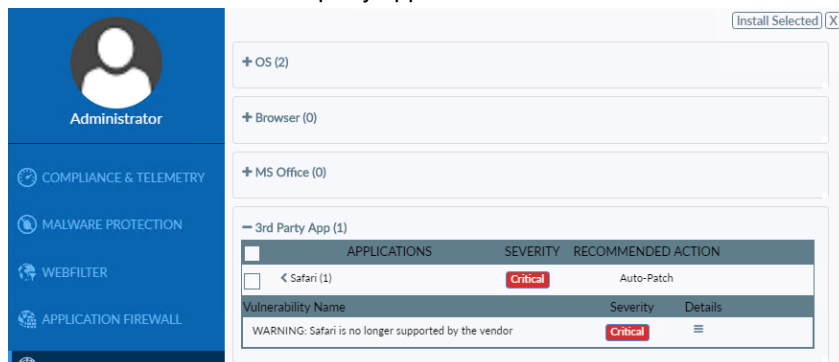 Install Selected X
+ OS (2)
Administrator
+ Browser (0)
+ MS Office (0)
COMPLIANCE & TELEMETRY
MALWARE PROTECTION
WEBFILTER
APPLICATION FIREWALL
− 3rd Party App (1)
APPLICATIONS SEVERITY RECOMMENDED ACTION
< Safari (1) Critical Auto-Patch
Vulnerability Name Severity Details
WARNING: Safari is no longer supported by the vendor Critical